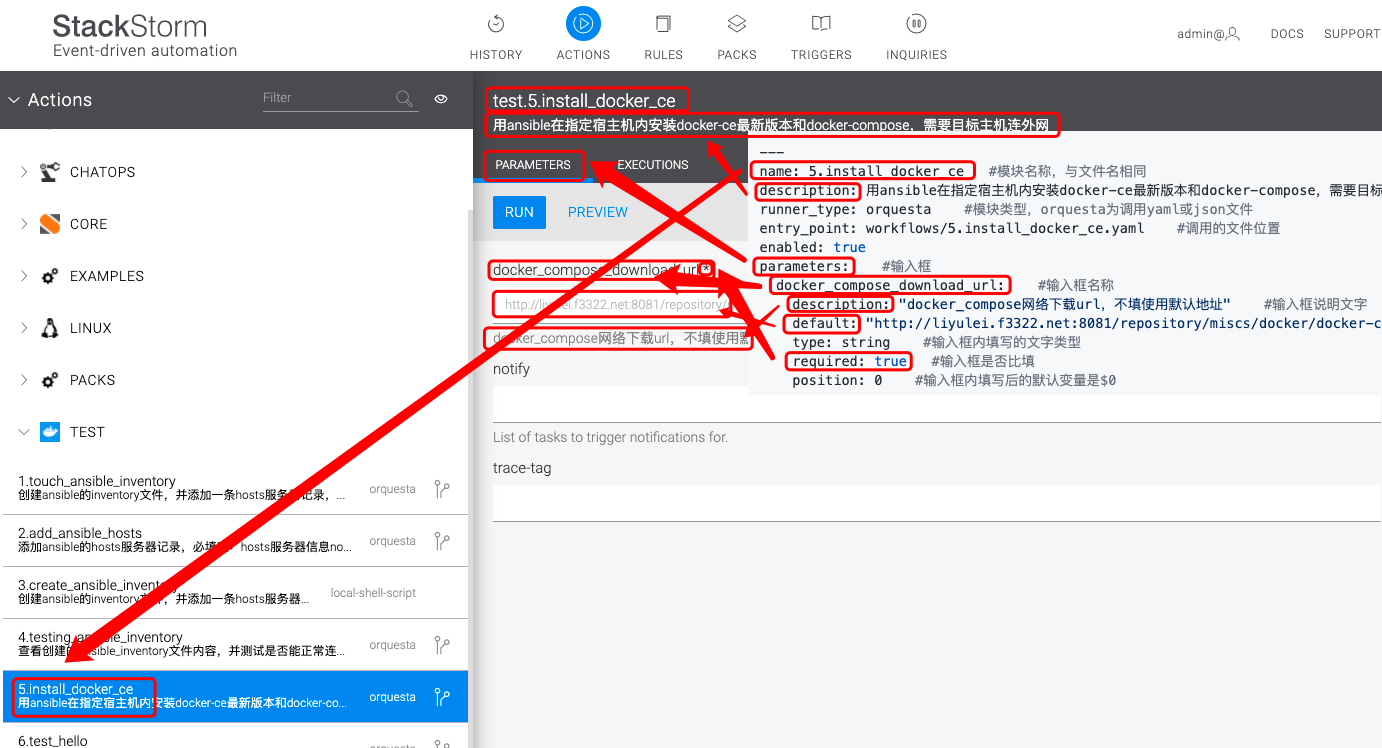 StackStorm
Event-driven automation
HISTORY
ACTIONS
RULES
PACKS
TRIGGERS
INQUIRIES
admin@
DOCS
SUPPORT
Actions
Filter
CHATOPS
CORE
EXAMPLES
LINUX
PACKS
TEST
1.touch_ansible_inventory
创建ansible的inventory文件，并添加一条hosts服务器记录，...
orquesta
2.add_ansible_hosts
添加ansible的hosts服务器记录，必填 hosts服务器信息no...
orquesta
3.create_ansible_inventory
创建ansible的inventory文件，并添加一条hosts服务器...
local-shell-script
4.testing_ansible_inventory
查看创建的ansible_inventory文件内容，并测试是否能正常连...
orquesta
5.install_docker_ce
用ansible在指定宿主机内安装docker-ce最新版本和docker-co...
orquesta
6.test_hello
orquesta
test.5.install_docker_ce
用ansible在指定宿主机内安装docker-ce最新版本和docker-compose，需要目标主机连外网
PARAMETERS
EXECUTIONS
RUN
PREVIEW
docker_compose_download_url *
http://liyulei.f3322.net:8081/repository/
docker_compose网络下载url，不填使用默
notify
List of tasks to trigger notifications for.
trace-tag
---
name: 5.install_docker_ce #模块名称，与文件名相同
description: 用ansible在指定宿主机内安装docker-ce最新版本和docker-compose，需要目标
runner_type: orquesta #模块类型，orquesta为调用yaml或json文件
entry_point: workflows/5.install_docker_ce.yaml #调用的文件位置
enabled: true
parameters: #输入框
docker_compose_download_url: #输入框名称
description: "docker_compose网络下载url，不填使用默认地址" #输入框说明文字
default: "http://liyulei.f3322.net:8081/repository/miscs/docker/docker-c
type: string #输入框内填写的文字类型
required: true #输入框是否比填
position: 0 #输入框内填写后的默认变量是$0